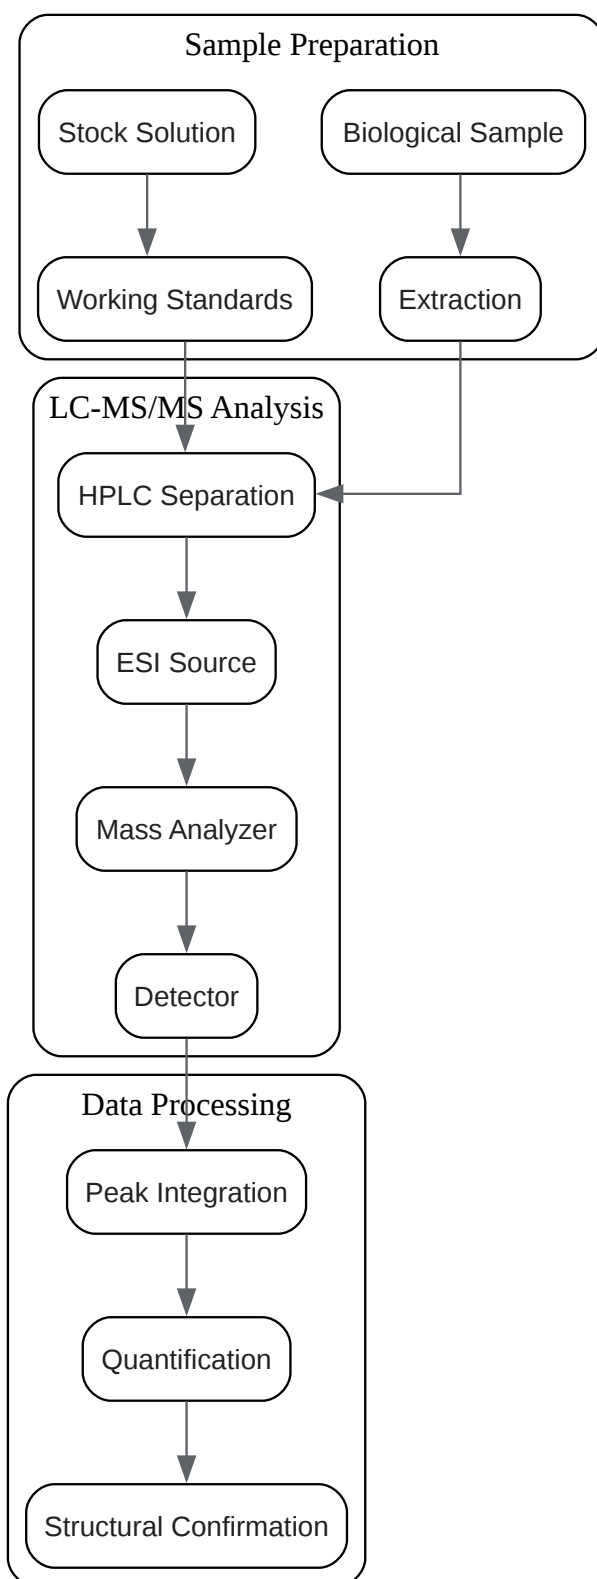 Sample Preparation
Stock Solution
Biological Sample
Working Standards
Extraction
LC-MS/MS Analysis
HPLC Separation
ESI Source
Mass Analyzer
Detector
Data Processing
Peak Integration
Quantification
Structural Confirmation